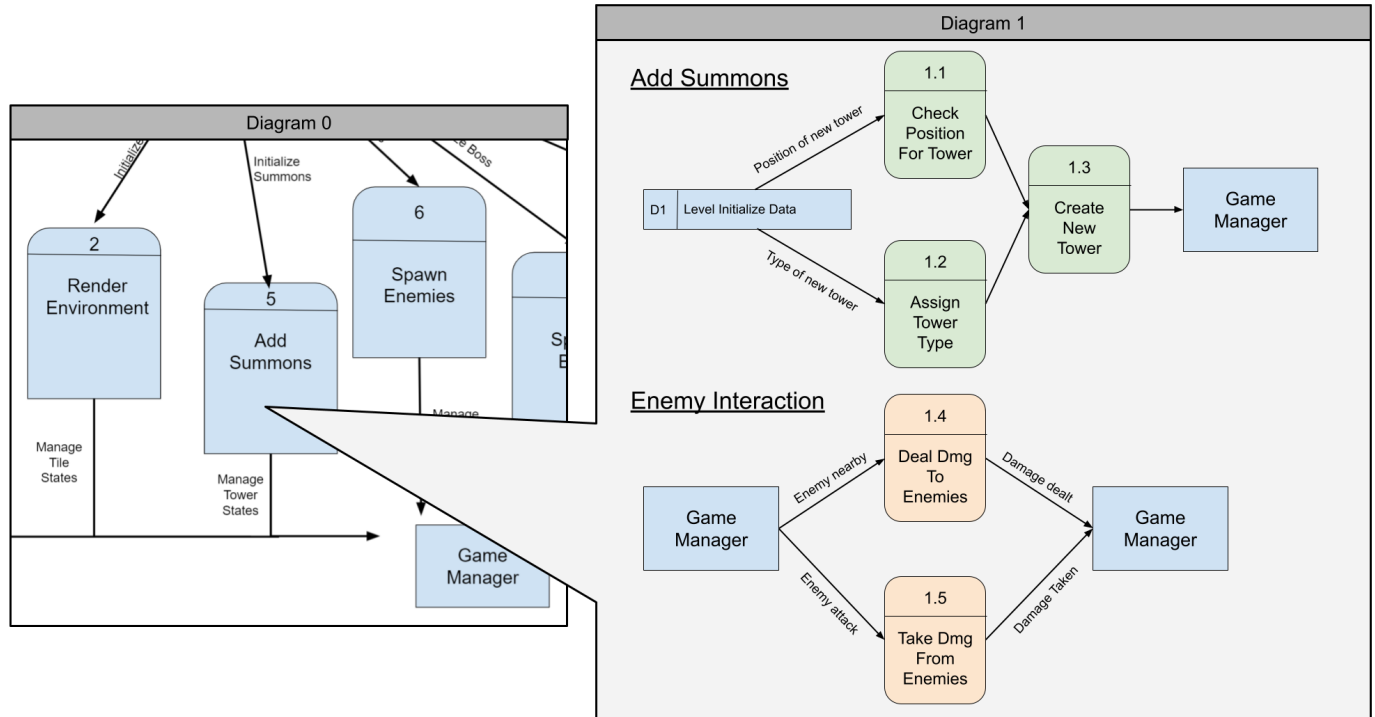 Diagram 0
Initialize
Initialize
Summons
ze Boss
2
Render
Environment
5
Add
Summons
6
Spawn
Enemies
Manage
Tile
States
Manage
Tower
States
Manage
Game
Manager
Diagram 1
Add Summons
Position of new tower
1.1
Check
Position
For Tower
D1
Level Initialize Data
Type of new tower
1.2
Assign
Tower
Type
1.3
Create
New
Tower
Game
Manager
Enemy Interaction
Game
Manager
Enemy nearby
1.4
Deal Dmg
To
Enemies
Damage dealt
Enemy attack
1.5
Take Dmg
From
Enemies
Damage Taken
Game
Manager